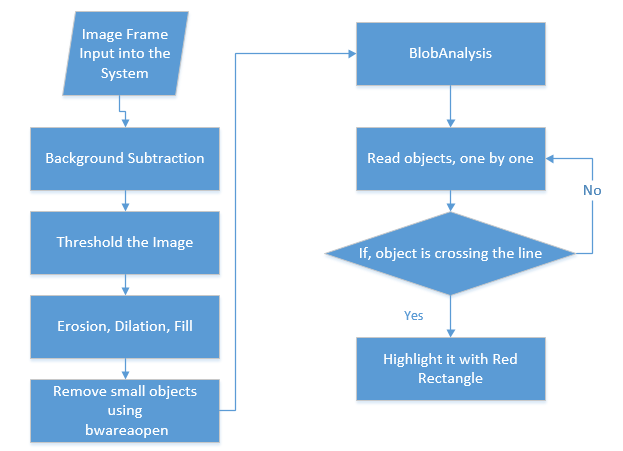 Image Frame
Input into the
System
Background Subtraction
Threshold the Image
Erosion, Dilation, Fill
Remove small objects
using
bwareaopen
BlobAnalysis
Read objects, one by one
No
If, object is crossing the line
Yes
Highlight it with Red
Rectangle